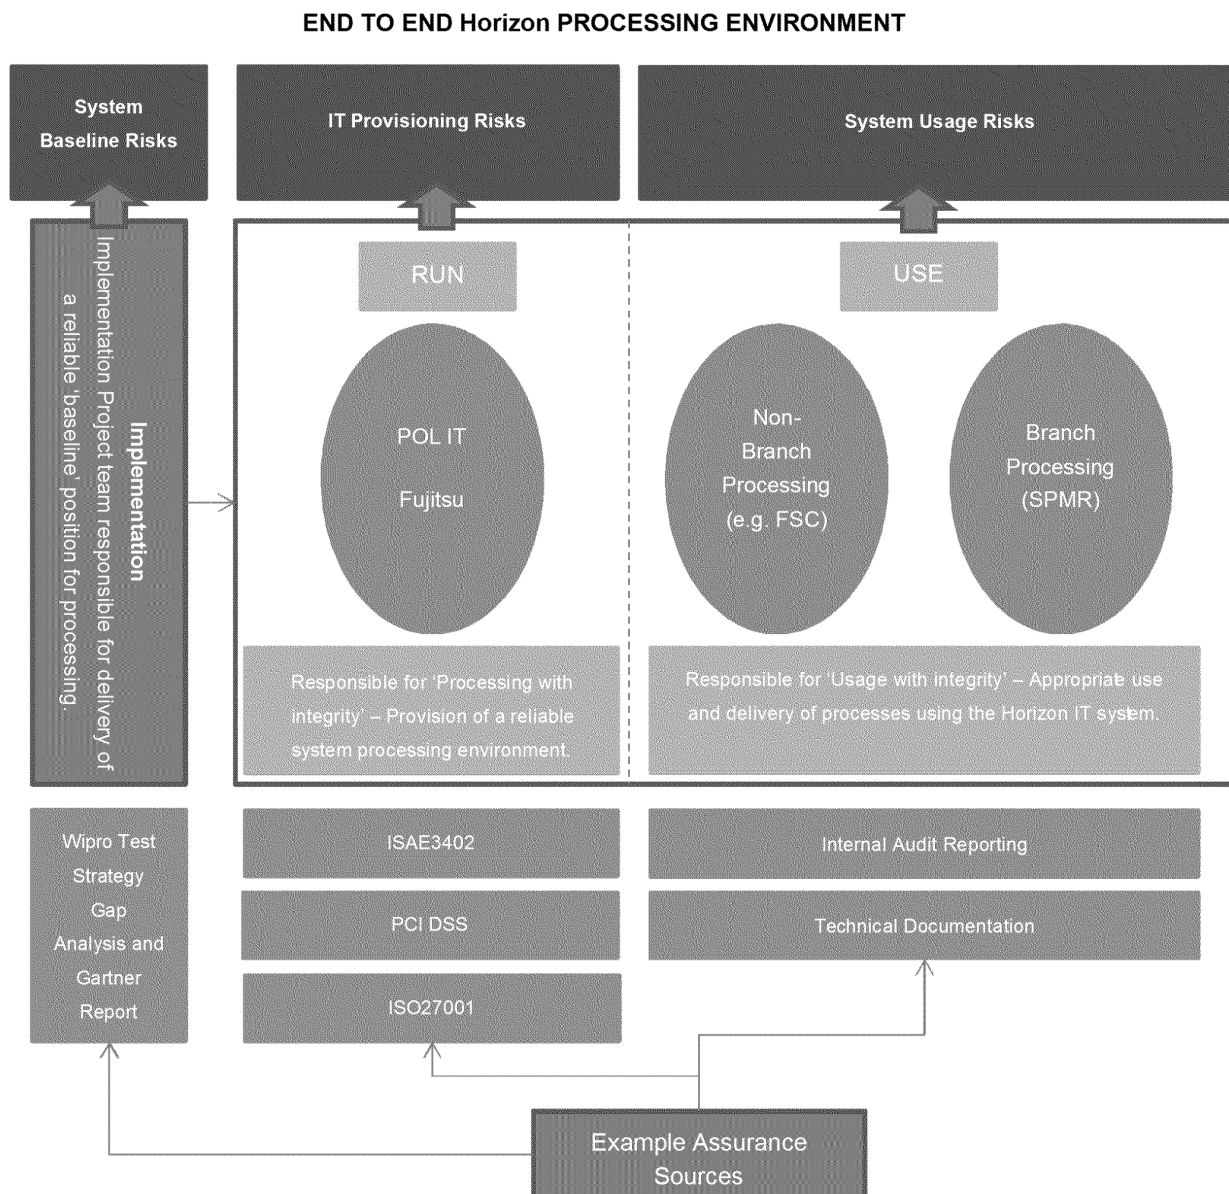 END TO END Horizon PROCESSING ENVIRONMENT
System
Baseline Risks
IT Provisioning Risks
System Usage Risks
Implementation
Implementation Project team responsible for delivery of
a reliable 'baseline' position for processing.
RUN
POL IT
Fujitsu
Responsible for 'Processing with
integrity' – Provision of a reliable
system processing environment.
USE
Non-
Branch
Processing
(e.g. FSC)
Branch
Processing
(SPMR)
Responsible for 'Usage with integrity' – Appropriate use
and delivery of processes using the Horizon IT system.
Wipro Test
Strategy
Gap
Analysis and
Gartner
Report
ISAE3402
PCI DSS
ISO27001
Internal Audit Reporting
Technical Documentation
Example Assurance
Sources